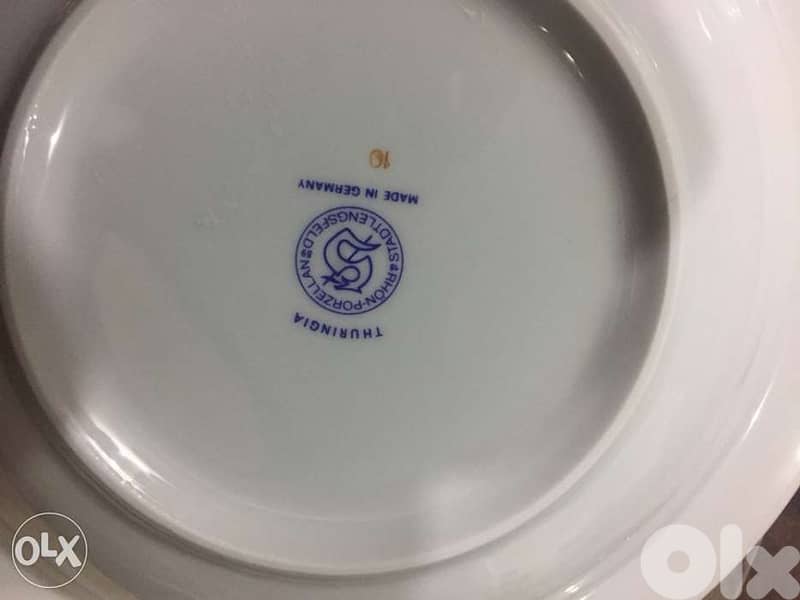 THURINGIA
RHÖN-PORZELLAN
STADTLENGSFELD
MADE IN GERMANY
10
OLX
OLX